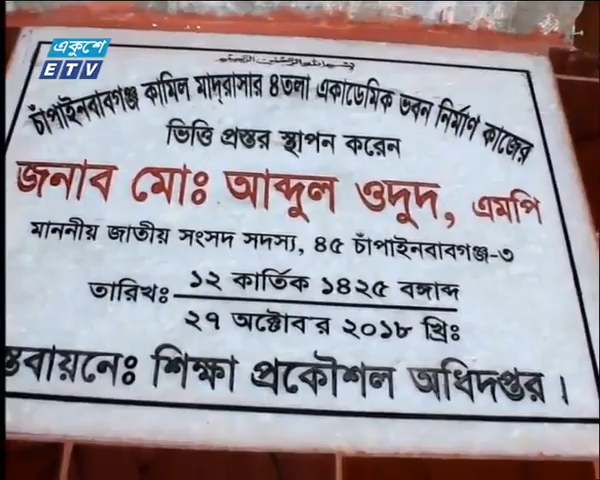 একুশে
ETV
চাঁপাইনবাবগঞ্জ কামিল মাদ্রাসার ৪তলা একাডেমিক ভবন নির্মাণ কাজের
ভিত্তি প্রস্তর স্থাপন করেন
জনাব মোঃ আব্দুল ওদুদ, এমপি
মাননীয় জাতীয় সংসদ সদস্য, ৪৫ চাঁপাইনবাবগঞ্জ-৩
তারিখঃ ১২ কার্তিক ১৪২৫ বঙ্গাব্দ
২৭ অক্টোবর ২০১৮ খ্রিঃ
স্তবায়নেঃ শিক্ষা প্রকৌশল অধিদপ্তর।